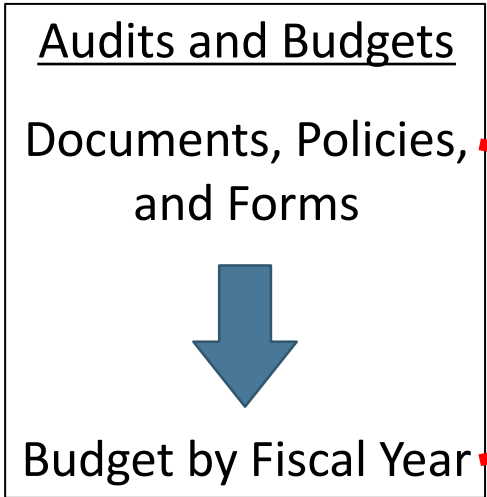 Audits and Budgets
Documents, Policies,
and Forms
Budget by Fiscal Year